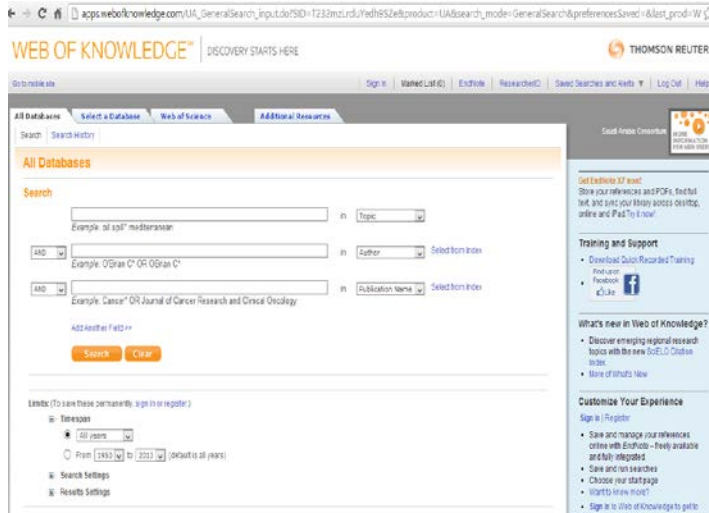 apps.webofknowledge.com/UA_GeneralSearch_input.do?
WEB OF KNOWLEDGE℠ DISCOVERY STARTS HERE
THOMSON REUTER
Go to mobile site Sign In Marked List (0) EndNote ResearcherID Saved Searches and Alerts Log Out Help
All Databases Select a Database Web of Science Additional Resources
Search Search History
Saudi Arabia Consortium
MORE INFORMATION FOR NEW USERS
All Databases
Search
in Topic
Example: oil spill* mediterranean
AND in Author Select from Index
Example: O'Brian C* OR OBrian C*
AND in Publication Name Select from Index
Example: Cancer* OR Journal of Cancer Research and Clinical Oncology
Add Another Field >>
Search Clear
Limits: (To save these permanently, sign in or register.)
Timespan
All years
From 1950 to 2013 (default is all years)
Search Settings
Results Settings
Get EndNote X7 now!
Store your references and PDFs, find full
text, and sync your library across desktop,
online and iPad. Try it now!
Training and Support
Download Quick Recorded Training
Find us on
Facebook
Like
What's new in Web of Knowledge?
Discover emerging regional research
topics with the new SciELO Citation
Index.
More of What's New
Customize Your Experience
Sign In | Register
Save and manage your references
online with EndNote – freely available
and fully integrated
Save and run searches
Choose your start page
Want to know more?
Sign in to Web of Knowledge to get to